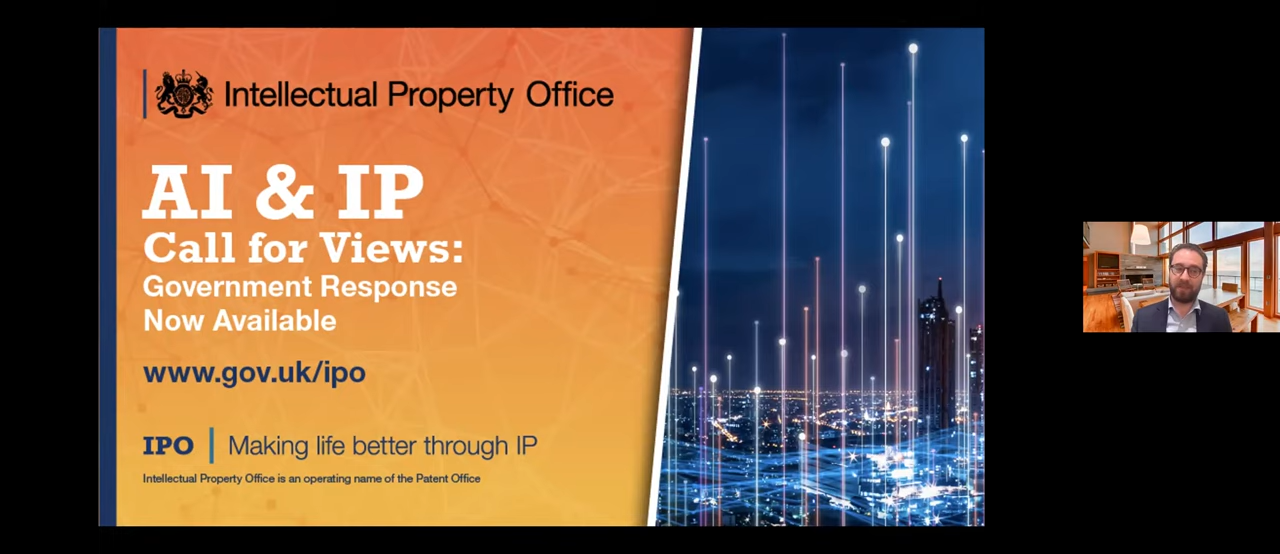 Intellectual Property Office
AI & IP
Call for Views:
Government Response
Now Available
www.gov.uk/ipo
IPO | Making life better through IP
Intellectual Property Office is an operating name of the Patent Office